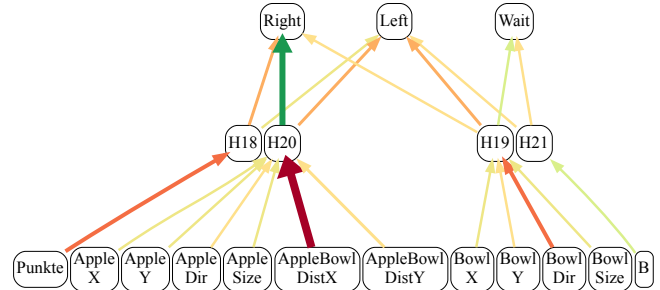 Right Left Wait
H18 H20 H19 H21
Punkte
Apple
X
Apple
Y
Apple
Dir
Apple
Size
AppleBowl
DistX
AppleBowl
DistY
Bowl
X
Bowl
Y
Bowl
Dir
Bowl
Size
B